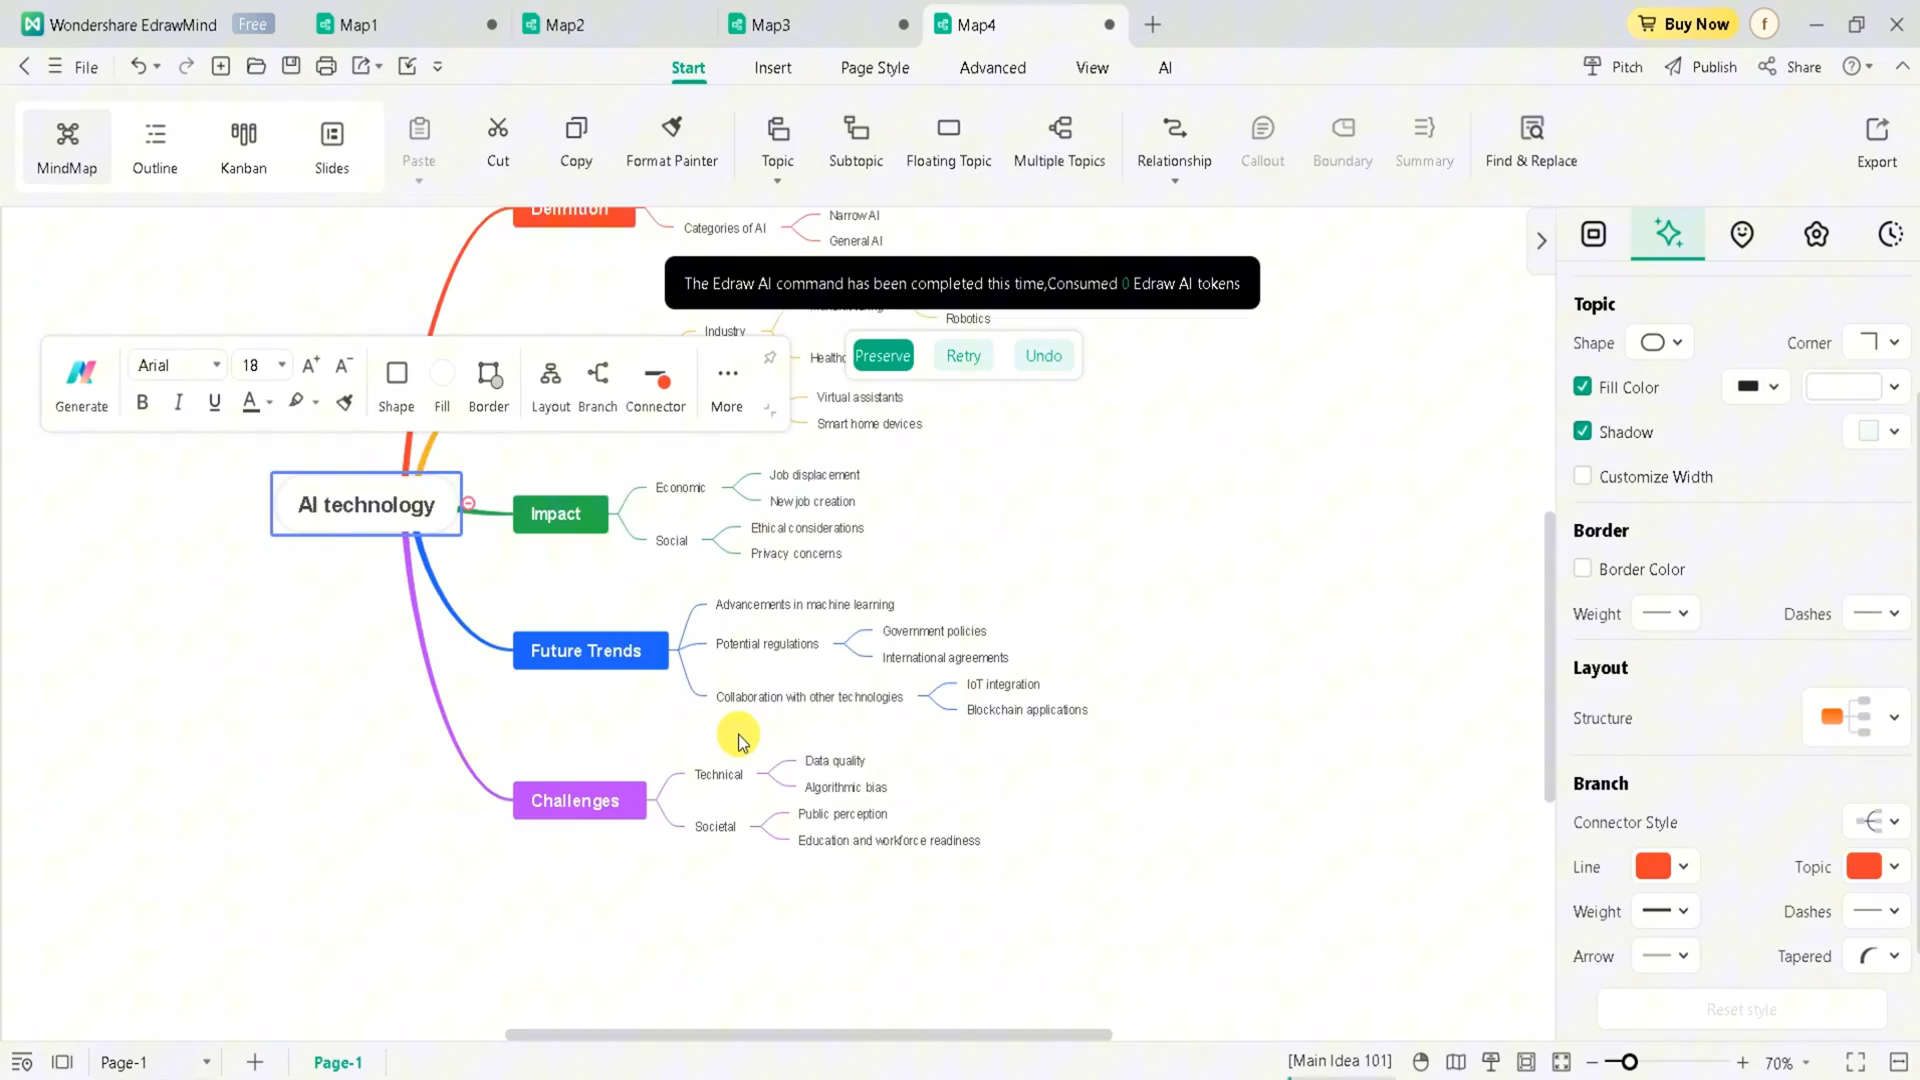 Wondershare EdrawMind Free Map1 Map2 Map3 Map4 Buy Now f
File Start Insert Page Style Advanced View AI Pitch Publish Share
MindMap Outline Kanban Slides Paste Cut Copy Format Painter Topic Subtopic Floating Topic Multiple Topics Relationship Callout Boundary Summary Find & Replace Export
Definition
Categories of AI
Narrow AI
General AI
The Edraw AI command has been completed this time,Consumed 0 Edraw AI tokens
Robotics
Industry
Preserve Retry Undo
Arial 18
Generate B I U A Shape Fill Border Layout Branch Connector More
Virtual assistants
Smart home devices
AI technology
Impact
Economic
Job displacement
New job creation
Social
Ethical considerations
Privacy concerns
Future Trends
Advancements in machine learning
Potential regulations
Government policies
International agreements
Collaboration with other technologies
IoT integration
Blockchain applications
Challenges
Technical
Data quality
Algorithmic bias
Societal
Public perception
Education and workforce readiness
Topic
Shape Corner
Fill Color
Shadow
Customize Width
Border
Border Color
Weight Dashes
Layout
Structure
Branch
Connector Style
Line Topic
Weight Dashes
Arrow Tapered
Reset style
Page-1 Page-1 [Main Idea 101] 70%